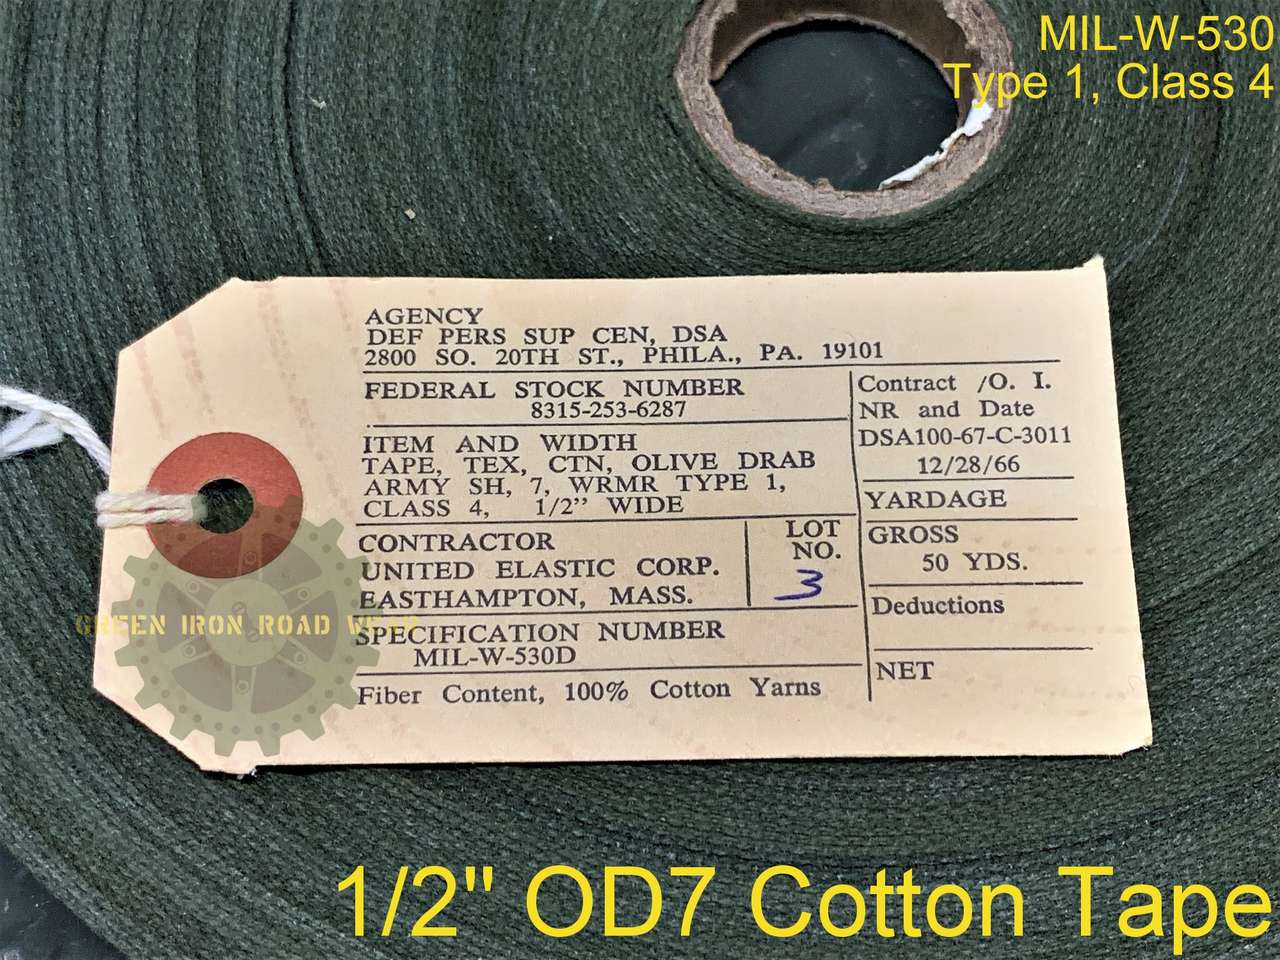 MIL-W-530
Type 1, Class 4
AGENCY
DEF PERS SUP CEN, DSA
2800 SO. 20TH ST., PHILA., PA. 19101
FEDERAL STOCK NUMBER
8315-253-6287
ITEM AND WIDTH
TAPE, TEX, CTN, OLIVE DRAB
ARMY SH, 7, WRMR TYPE 1,
CLASS 4, 1/2” WIDE
CONTRACTOR
UNITED ELASTIC CORP.
EASTHAMPTON, MASS.
LOT
NO.
3
SPECIFICATION NUMBER
MIL-W-530D
Fiber Content, 100% Cotton Yarns
Contract /O. I.
NR and Date
DSA100-67-C-3011
12/28/66
YARDAGE
GROSS
50 YDS.
Deductions
NET
GREEN IRON ROAD WEAR
1/2" OD7 Cotton Tape